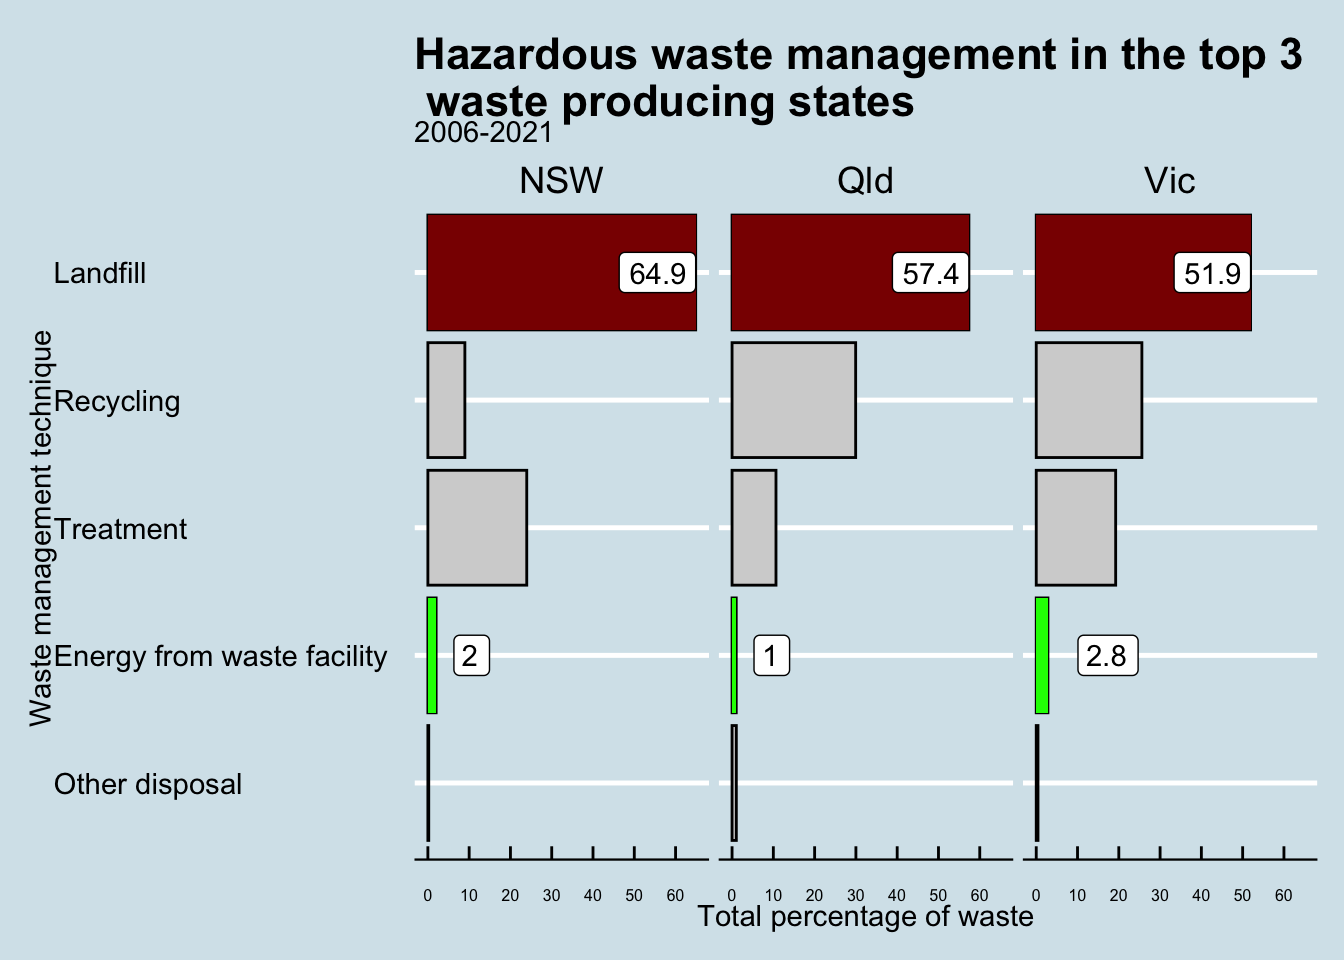 Hazardous waste management in the top 3
waste producing states
2006-2021
NSW Qld Vic
Landfill 64.9 57.4 51.9
Recycling
Treatment
Energy from waste facility 2 1 2.8
Other disposal
Waste management technique
0 10 20 30 40 50 60 0 10 20 30 40 50 60 0 10 20 30 40 50 60
Total percentage of waste